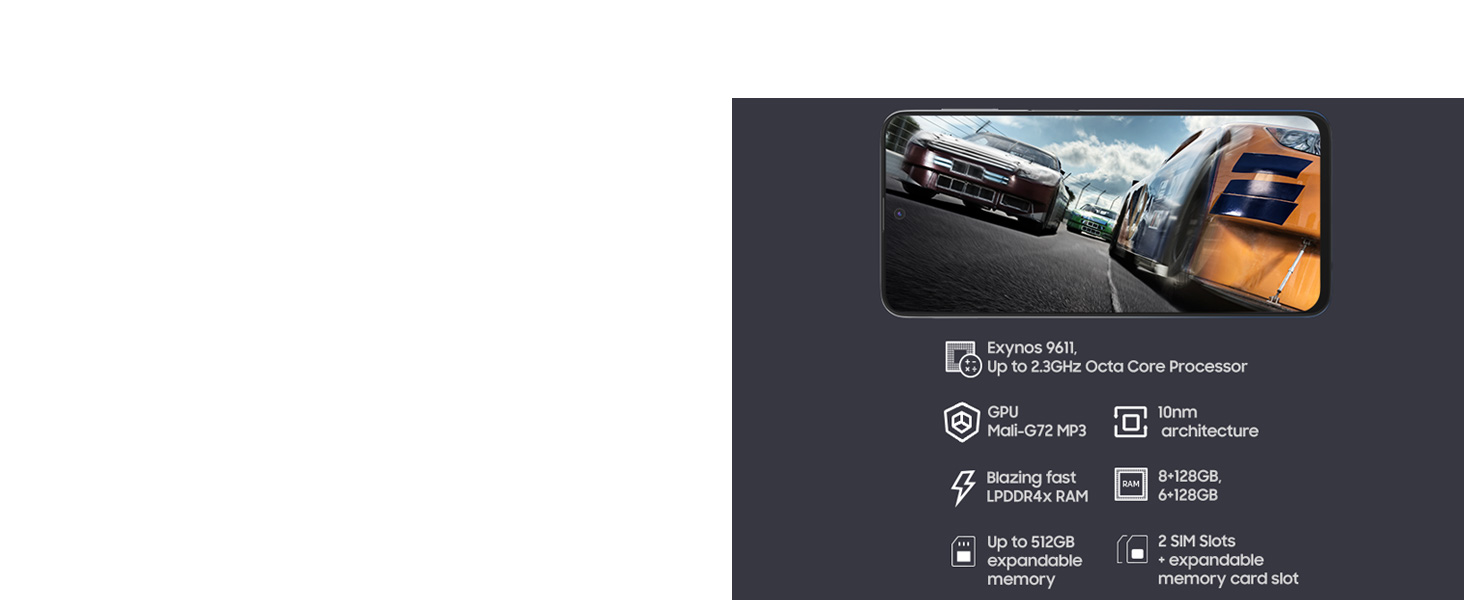 Exynos 9611,
Up to 2.3GHz Octa Core Processor
GPU
Mali-G72 MP3
10nm
architecture
Blazing fast
LPDDR4x RAM
RAM
8+128GB,
6+128GB
Up to 512GB
expandable
memory
2 SIM Slots
+ expandable
memory card slot